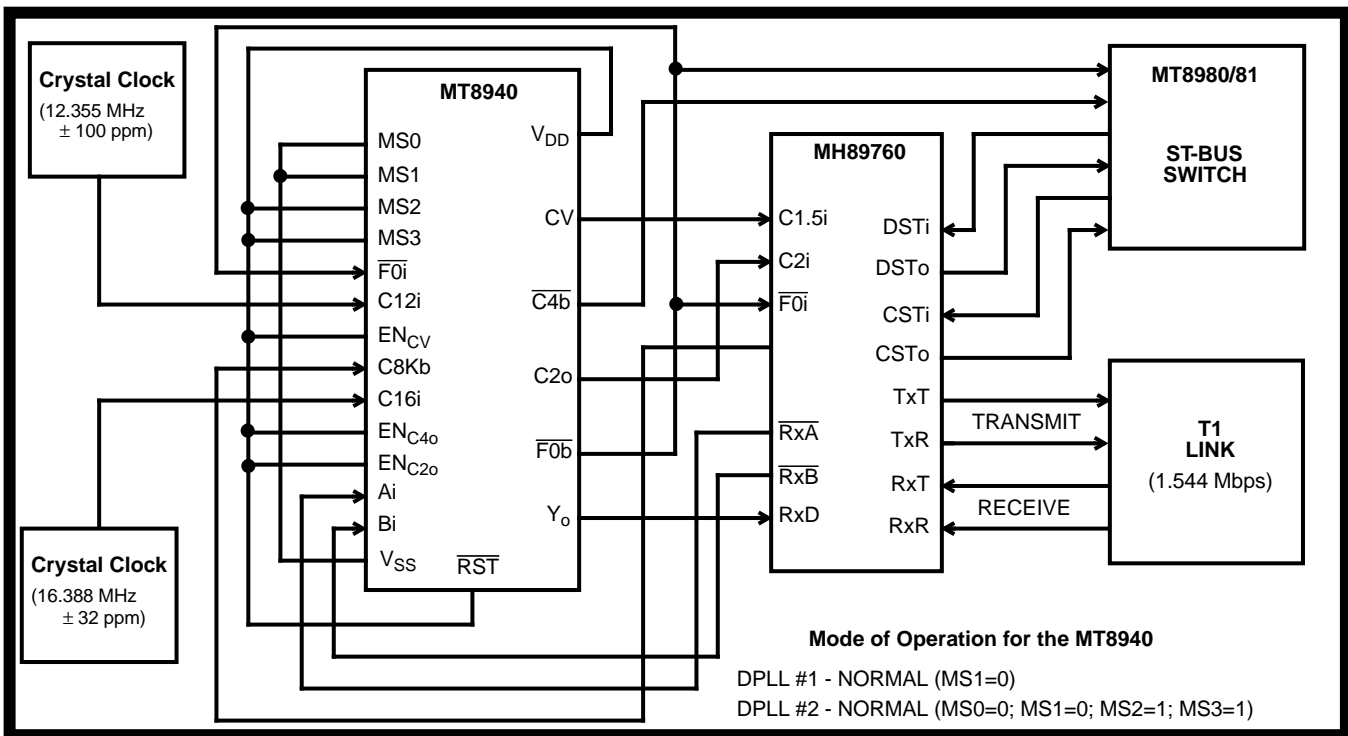 Crystal Clock
(12.355 MHz
± 100 ppm)
Crystal Clock
(16.388 MHz
± 32 ppm)
MT8940
MS0
MS1
MS2
MS3
F0i
C12i
ENCV
C8Kb
C16i
ENC4o
ENC2o
Ai
Bi
VSS
RST
VDD
CV
C4b
C2o
F0b
Yo
MH89760
C1.5i
C2i
F0i
RxA
RxB
RxD
DSTi
DSTo
CSTi
CSTo
TxT
TxR
RxT
RxR
TRANSMIT
RECEIVE
MT8980/81
ST-BUS
SWITCH
T1
LINK
(1.544 Mbps)
Mode of Operation for the MT8940
DPLL #1 - NORMAL (MS1=0)
DPLL #2 - NORMAL (MS0=0; MS1=0; MS2=1; MS3=1)